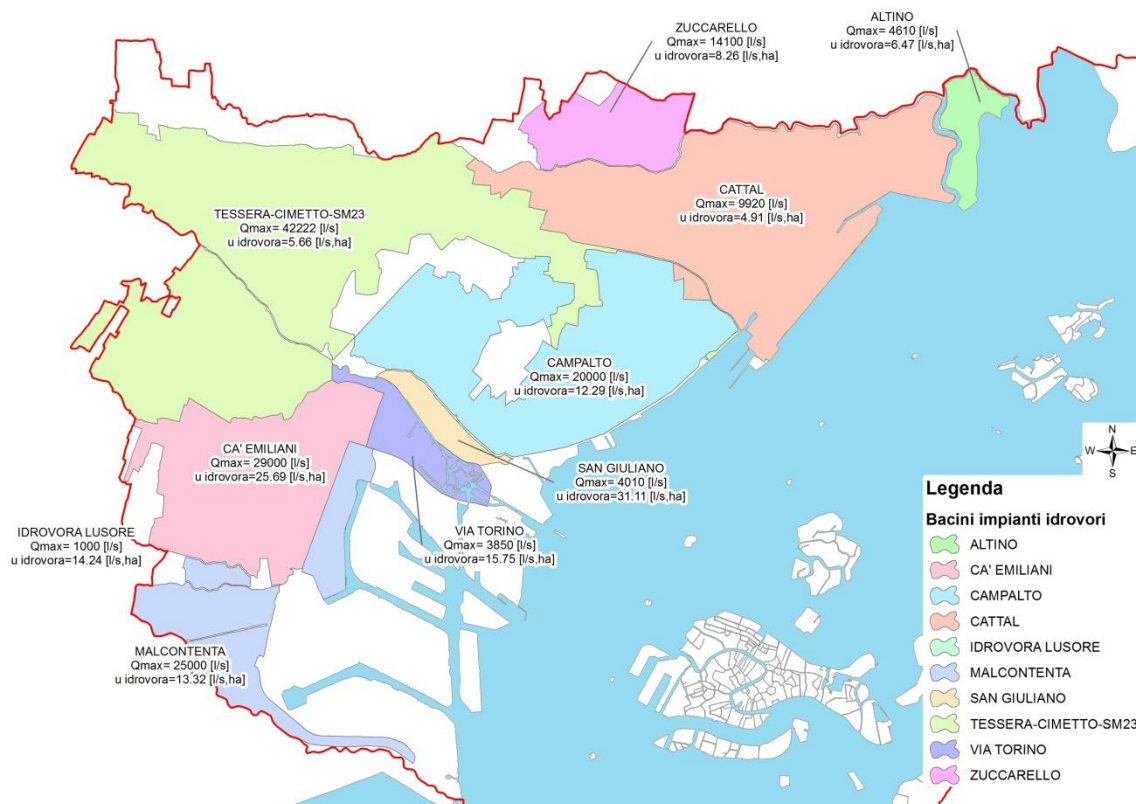 ZUCCARELLO
Qmax= 14100 [l/s]
u idrovora=8.26 [l/s,ha]
ALTINO
Qmax= 4610 [l/s]
u idrovora=6.47 [l/s,ha]
CATTAL
Qmax= 9920 [l/s]
u idrovora=4.91 [l/s,ha]
TESSERA-CIMETTO-SM23
Qmax= 42222 [l/s]
u idrovora=5.66 [l/s,ha]
CAMPALTO
Qmax= 20000 [l/s]
u idrovora=12.29 [l/s,ha]
CA' EMILIANI
Qmax= 29000 [l/s]
u idrovora=25.69 [l/s,ha]
SAN GIULIANO
Qmax= 4010 [l/s]
u idrovora=31.11 [l/s,ha]
IDROVORA LUSORE
Qmax= 1000 [l/s]
u idrovora=14.24 [l/s,ha]
VIA TORINO
Qmax= 3850 [l/s]
u idrovora=15.75 [l/s,ha]
MALCONTENTA
Qmax= 25000 [l/s]
u idrovora=13.32 [l/s,ha]
N
W E
S
Legenda
Bacini impianti idrovori
ALTINO
CA' EMILIANI
CAMPALTO
CATTAL
IDROVORA LUSORE
MALCONTENTA
SAN GIULIANO
TESSERA-CIMETTO-SM23
VIA TORINO
ZUCCARELLO